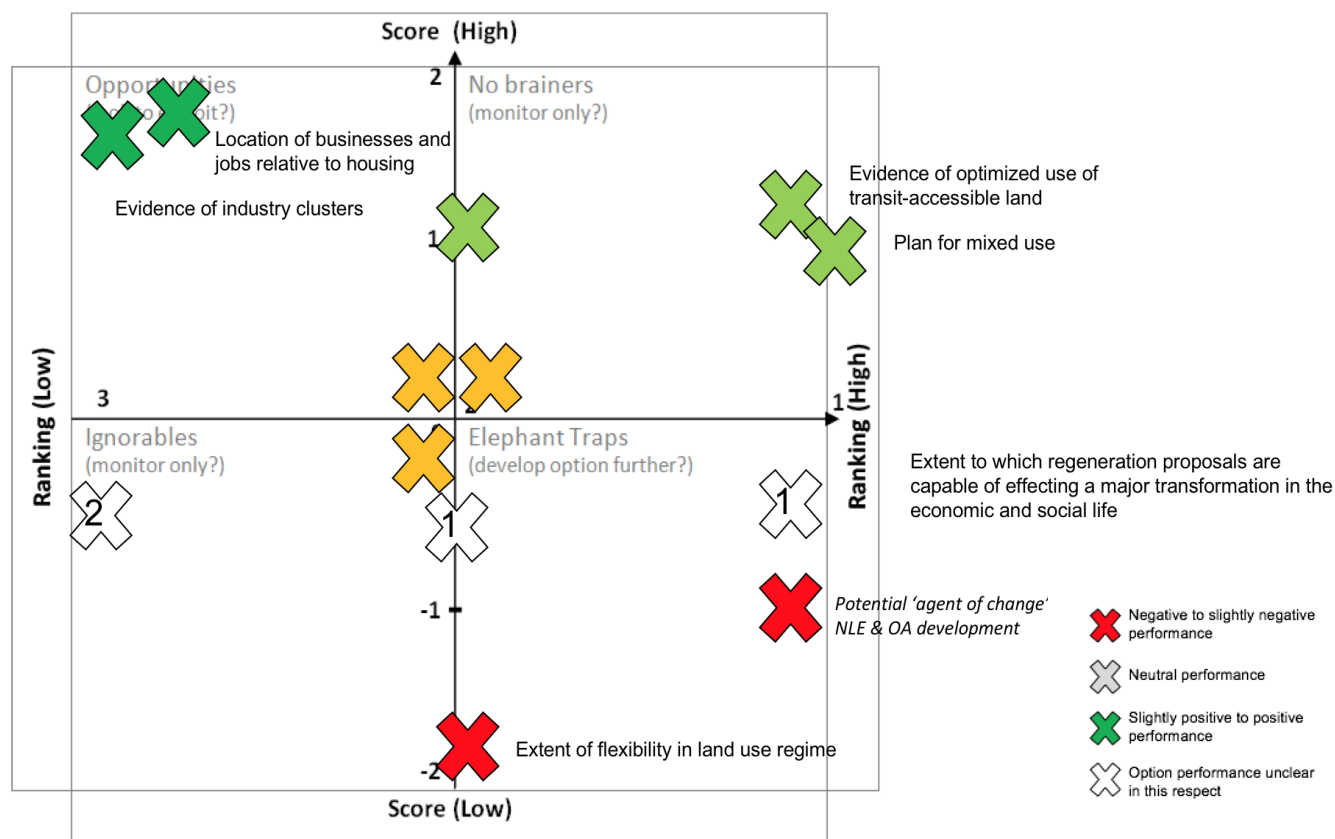 Score (High)
2
Opportunities
No brainers
(monitor only?)
Location of businesses and
jobs relative to housing
Evidence of optimized use of
transit-accessible land
Evidence of industry clusters
1
Plan for mixed use
Ranking (Low)
3
1
Ranking (High)
Ignorables
(monitor only?)
Elephant Traps
(develop option further?)
Extent to which regeneration proposals are
capable of effecting a major transformation in the
economic and social life
2
1
1
-1
Potential ‘agent of change’
NLE & OA development
Negative to slightly negative
performance
Neutral performance
Slightly positive to positive
performance
Extent of flexibility in land use regime
-2
Option performance unclear
in this respect
Score (Low)